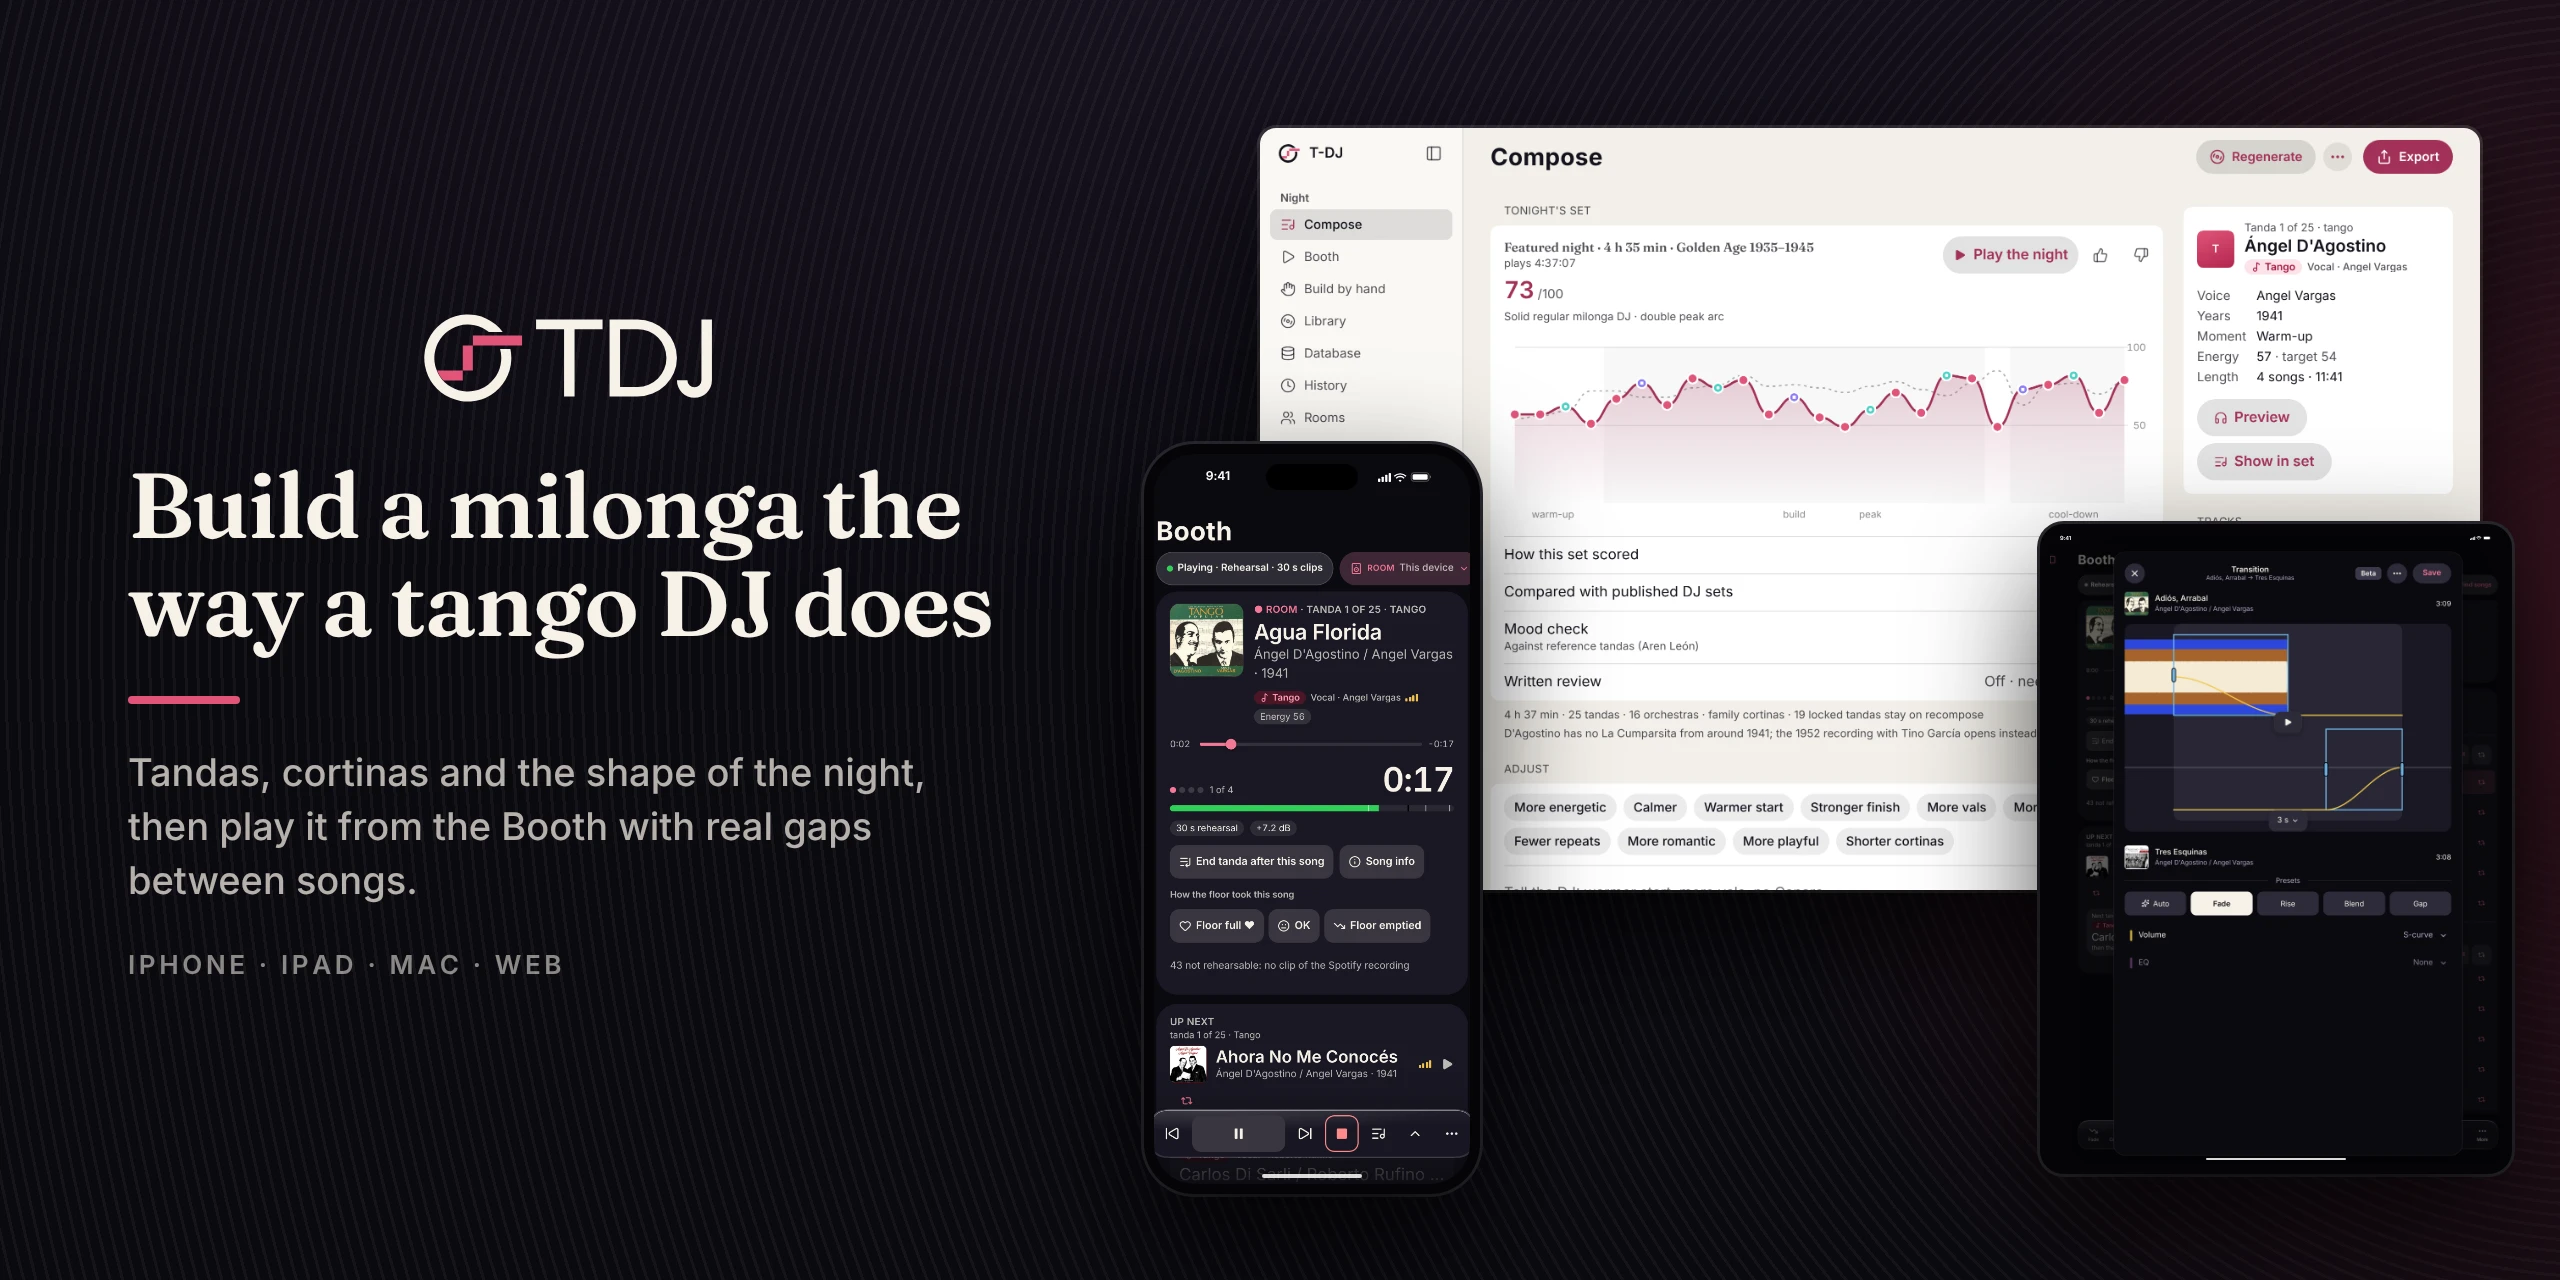 TDJ
Build a milonga the
way a tango DJ does
Tandas, cortinas and the shape of the night,
then play it from the Booth with real gaps
between songs.
IPHONE · IPAD · MAC · WEB
T-DJ
Night
Compose
Booth
Build by hand
Library
Database
History
Rooms
Compose
Regenerate
Export
TONIGHT'S SET
Featured night · 4 h 35 min · Golden Age 1935–1945
plays 4:37:07
Play the night
73 /100
Solid regular milonga DJ · double peak arc
100
50
warm-up
build
peak
cool-down
How this set scored
Compared with published DJ sets
Mood check
Against reference tandas (Aren León)
Written review
Off ·
4 h 37 min · 25 tandas · 16 orchestras · family cortinas · 19 locked tandas stay on recompose
D'Agostino has no La Cumparsita from around 1941; the 1952 recording with Tino García opens instead
ADJUST
More energetic
Calmer
Warmer start
Stronger finish
More vals
Fewer repeats
More romantic
More playful
Shorter cortinas
T
Tanda 1 of 25 · tango
Ángel D'Agostino
Tango
Vocal · Angel Vargas
Voice Angel Vargas
Years 1941
Moment Warm-up
Energy 57 · target 54
Length 4 songs · 11:41
Preview
Show in set
9:41
Booth
Playing · Rehearsal · 30 s clips
ROOM This device
ROOM · TANDA 1 OF 25 · TANGO
Agua Florida
Ángel D'Agostino / Angel Vargas
· 1941
Tango
Vocal · Angel Vargas
Energy 56
0:02
-0:17
1 of 4
0:17
30 s rehearsal
+7.2 dB
End tanda after this song
Song info
How the floor took this song
Floor full
OK
Floor emptied
43 not rehearsable: no clip of the Spotify recording
UP NEXT
tanda 1 of 25 · Tango
Ahora No Me Conocés
Ángel D'Agostino / Angel Vargas · 1941
Carlos Di Sarli / Roberto Rufino ...
9:41
Booth
Transition
Adiós, Arrabal → Tres Esquinas
Beta
Save
Adiós, Arrabal
Ángel D'Agostino / Angel Vargas
3:09
3 s
Tres Esquinas
Ángel D'Agostino / Angel Vargas
3:08
Presets
Auto
Fade
Rise
Blend
Gap
Volume
S-curve
EQ
None